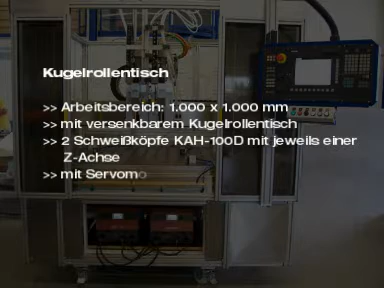 Kugelrollentisch
>> Arbeitsbereich: 1.000 x 1.000 mm
>> mit versenkbarem Kugelrollentisch
>> 2 Schweißköpfe KAH-100D mit jeweils einer
Z-Achse
>> mit Servomo